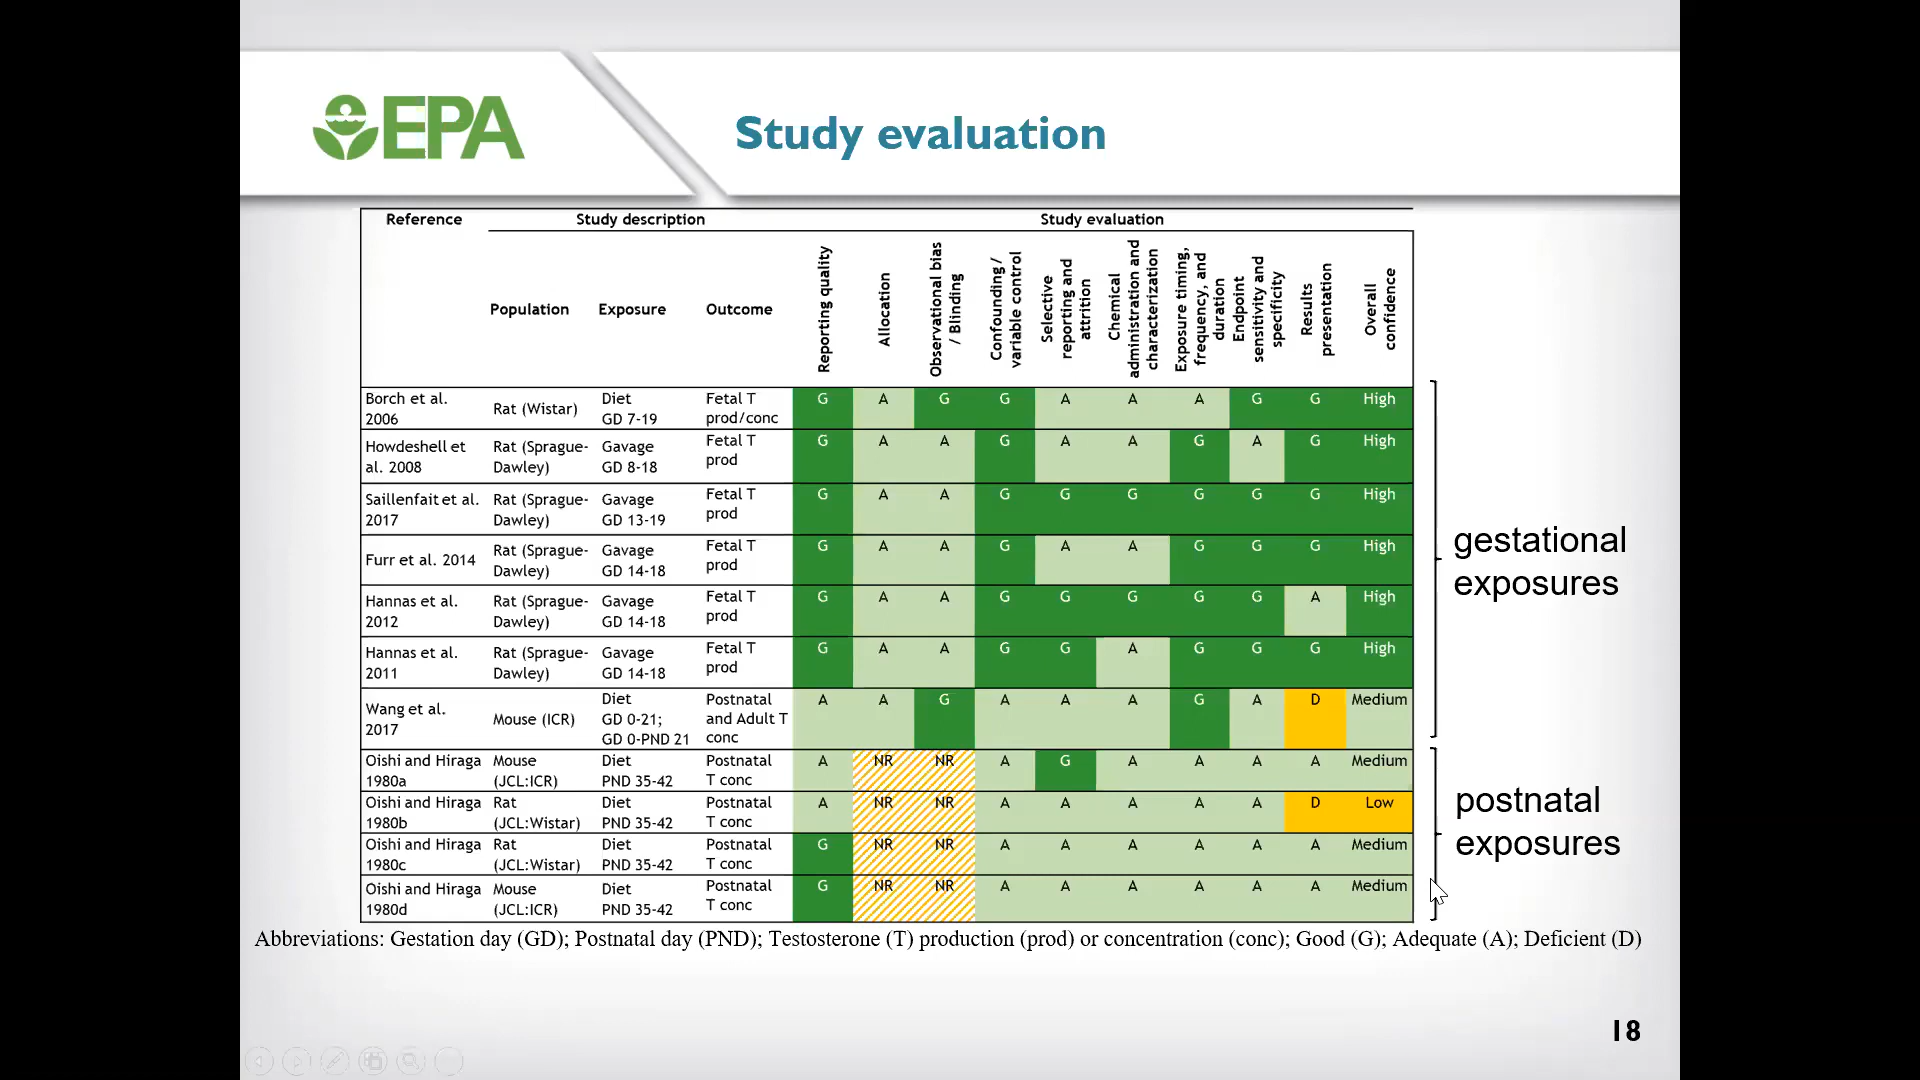 EPA
Study evaluation
Reference Study description Study evaluation
Population Exposure Outcome
Reporting quality
Allocation
Observational bias
/ Blinding
Confounding /
variable control
Selective
reporting and
attrition
Chemical
administration and
characterization
Exposure timing,
frequency, and
duration
Endpoint
sensitivity and
specificity
Results
presentation
Overall
confidence
Borch et al.
2006
Rat (Wistar)
Diet
GD 7-19
Fetal T
prod/conc
G A G G A A A G G High
Howdeshell et
al. 2008
Rat (Sprague-
Dawley)
Gavage
GD 8-18
Fetal T
prod
G A A G A A G A G High
Saillenfait et al.
2017
Rat (Sprague-
Dawley)
Gavage
GD 13-19
Fetal T
prod
G A A G G G G G G High
Furr et al. 2014
Rat (Sprague-
Dawley)
Gavage
GD 14-18
Fetal T
prod
G A A G A A G G G High
Hannas et al.
2012
Rat (Sprague-
Dawley)
Gavage
GD 14-18
Fetal T
prod
G A A G G G G G A High
Hannas et al.
2011
Rat (Sprague-
Dawley)
Gavage
GD 14-18
Fetal T
prod
G A A G G A G G G High
Wang et al.
2017
Mouse (ICR)
Diet
GD 0-21;
GD 0-PND 21
Postnatal
and Adult T
conc
A A G A A A G A D Medium
Oishi and Hiraga
1980a
Mouse
(JCL:ICR)
Diet
PND 35-42
Postnatal
T conc
A NR NR A G A A A A Medium
Oishi and Hiraga
1980b
Rat
(JCL:Wistar)
Diet
PND 35-42
Postnatal
T conc
A NR NR A A A A A D Low
Oishi and Hiraga
1980c
Rat
(JCL:Wistar)
Diet
PND 35-42
Postnatal
T conc
G NR NR A A A A A A Medium
Oishi and Hiraga
1980d
Mouse
(JCL:ICR)
Diet
PND 35-42
Postnatal
T conc
G NR NR A A A A A A Medium
gestational
exposures
postnatal
exposures
Abbreviations: Gestation day (GD); Postnatal day (PND); Testosterone (T) production (prod) or concentration (conc); Good (G); Adequate (A); Deficient (D)
18